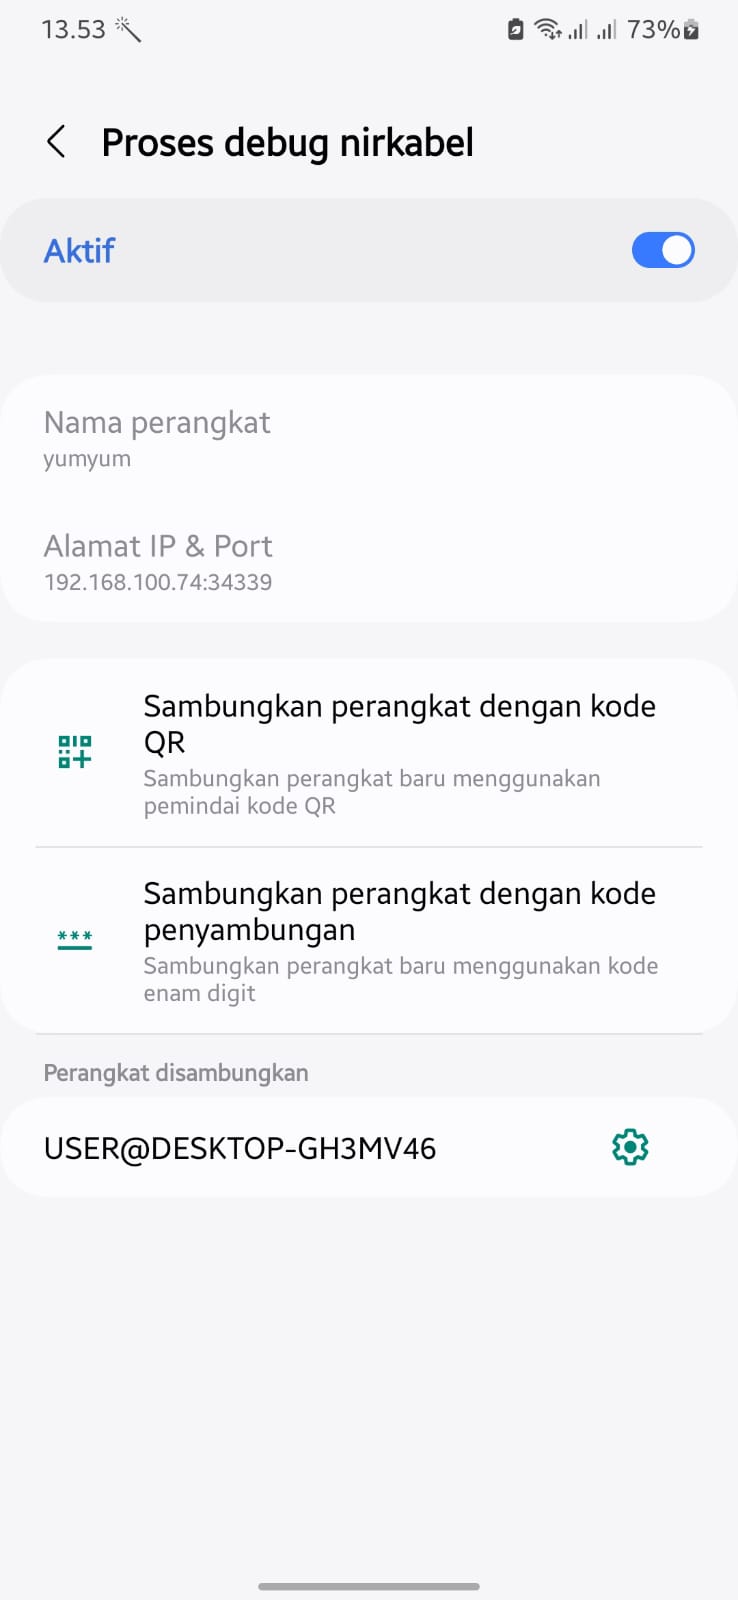 13.53
73%
Proses debug nirkabel
Aktif
Nama perangkat
yumyum
Alamat IP & Port
192.168.100.74:34339
Sambungkan perangkat dengan kode
QR
Sambungkan perangkat baru menggunakan
pemindai kode QR
***
Sambungkan perangkat dengan kode
penyambungan
Sambungkan perangkat baru menggunakan kode
enam digit
Perangkat disambungkan
USER@DESKTOP-GH3MV46